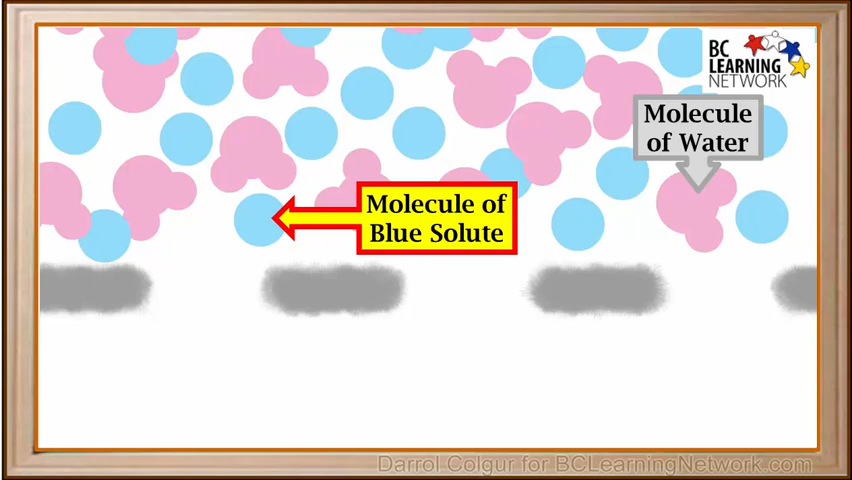 BC
LEARNING
NETWORK
Molecule
of Water
Molecule of
Blue Solute
Darrol Colgur for BCLearningNetwork.com